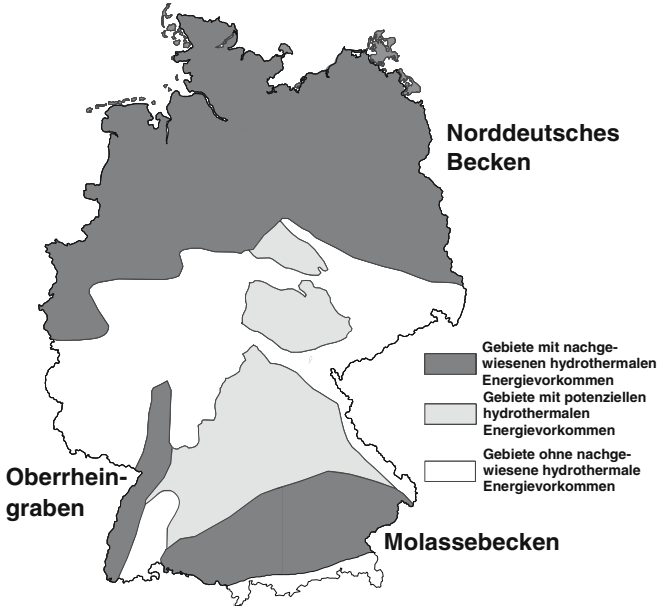 Norddeutsches
Becken
Gebiete mit nachge-
wiesenen hydrothermalen
Energievorkommen
Gebiete mit potenziellen
hydrothermalen
Energievorkommen
Gebiete ohne nachge-
wiesene hydrothermale
Energievorkommen
Oberrhein-
graben
Molassebecken